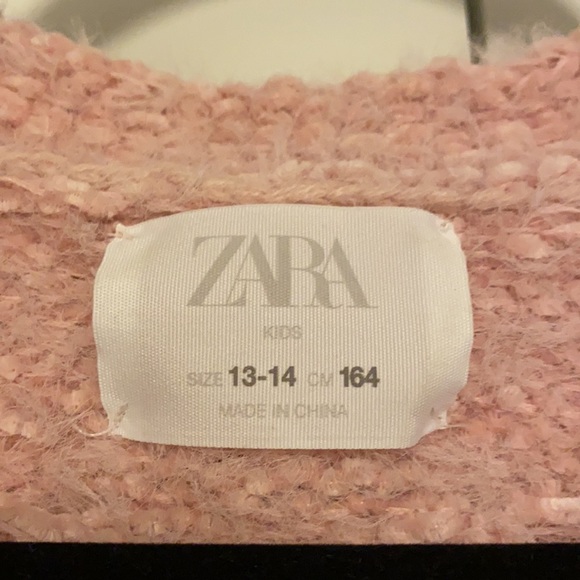 ZARA
KIDS
SIZE 13-14 CM 164
MADE IN CHINA